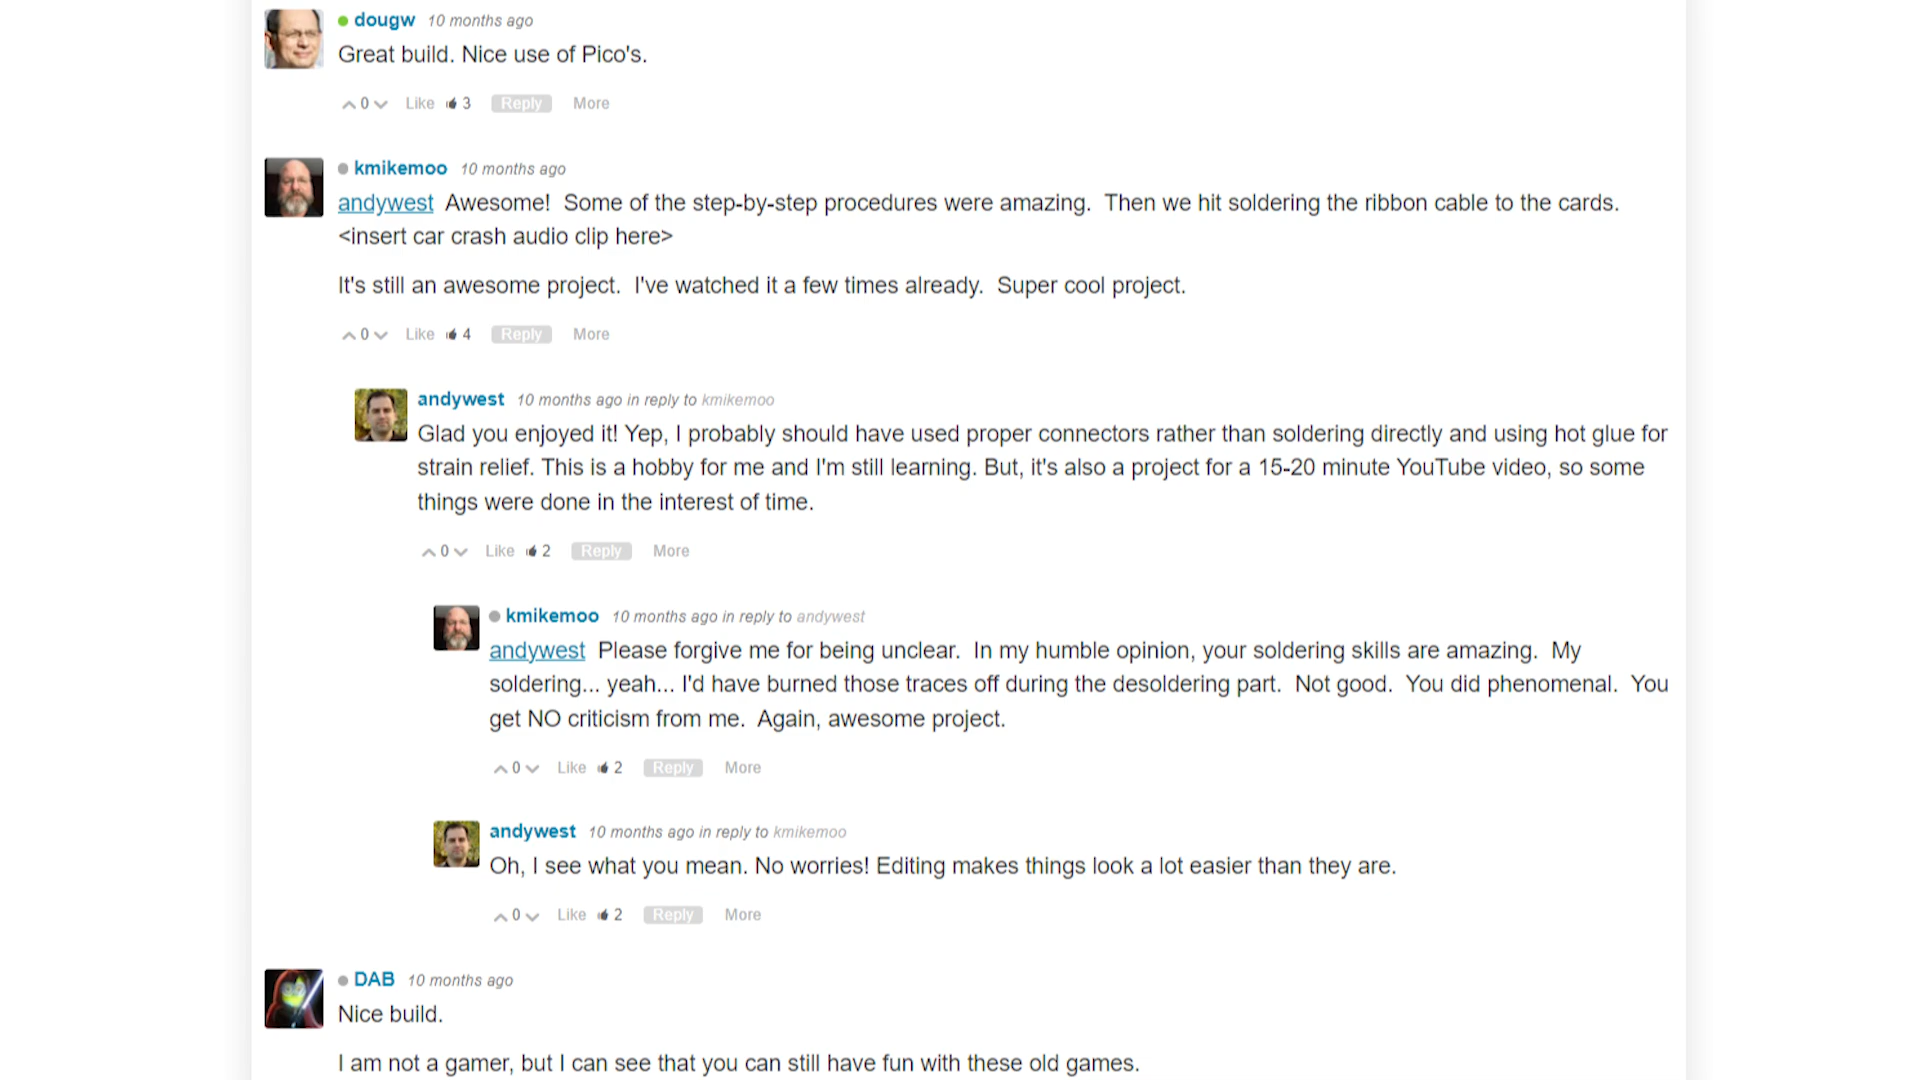 dougw 10 months ago
Great build. Nice use of Pico's.
0 Like 3 Reply More
kmikemoo 10 months ago
andywest Awesome! Some of the step-by-step procedures were amazing. Then we hit soldering the ribbon cable to the cards.
<insert car crash audio clip here>
It's still an awesome project. I've watched it a few times already. Super cool project.
0 Like 4 Reply More
andywest 10 months ago in reply to kmikemoo
Glad you enjoyed it! Yep, I probably should have used proper connectors rather than soldering directly and using hot glue for
strain relief. This is a hobby for me and I'm still learning. But, it's also a project for a 15-20 minute YouTube video, so some
things were done in the interest of time.
0 Like 2 Reply More
kmikemoo 10 months ago in reply to andywest
andywest Please forgive me for being unclear. In my humble opinion, your soldering skills are amazing. My
soldering... yeah... I'd have burned those traces off during the desoldering part. Not good. You did phenomenal. You
get NO criticism from me. Again, awesome project.
0 Like 2 Reply More
andywest 10 months ago in reply to kmikemoo
Oh, I see what you mean. No worries! Editing makes things look a lot easier than they are.
0 Like 2 Reply More
DAB 10 months ago
Nice build.
I am not a gamer, but I can see that you can still have fun with these old games.